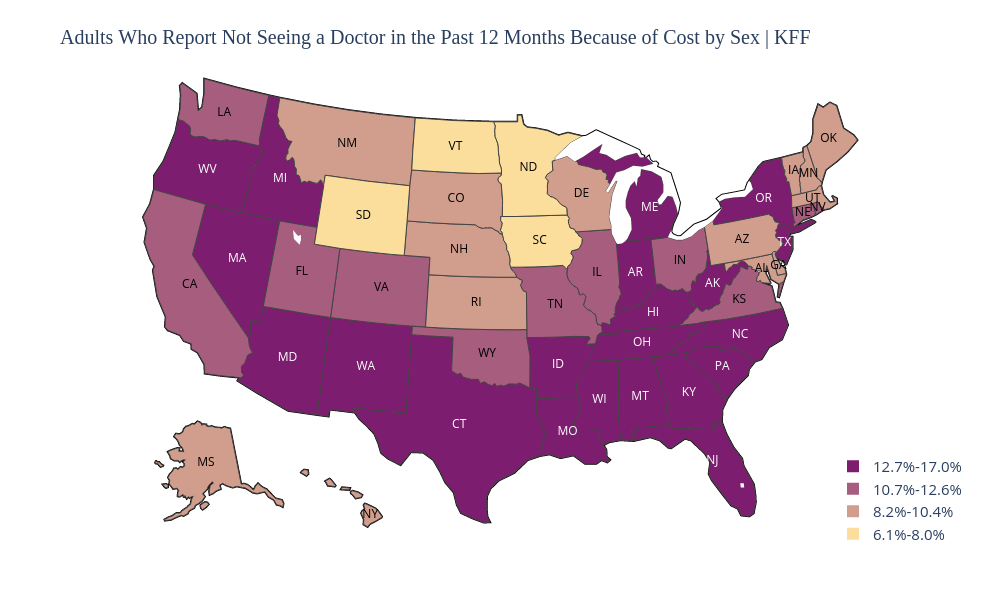 Adults Who Report Not Seeing a Doctor in the Past 12 Months Because of Cost by Sex | KFF
LA
NM
VT
ND
OK
WV
MI
SD
CO
DE
ME
OR
IA
MN
UT
NV
NE
MA
FL
VA
NH
SC
AZ
TX
CA
RI
TN
IL
AR
IN
AK
AL
GA
KS
HI
MD
WA
WY
ID
OH
NC
PA
CT
MO
WI
MT
KY
NJ
MS
NY
12.7%-17.0%
10.7%-12.6%
8.2%-10.4%
6.1%-8.0%